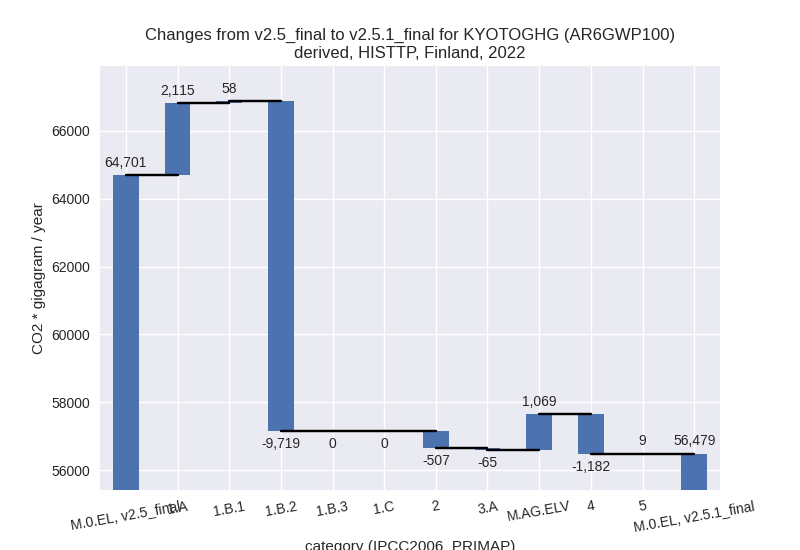 Changes from v2.5_final to v2.5.1_final for KYOTOGHG (AR6GWP100)
derived, HISTTP, Finland, 2022
CO2 * gigagram / year
66000
64000
62000
60000
58000
56000
64,701
2,115
58
-9,719
0
0
-507
-65
1,069
-1,182
9
56,479
M.0.EL, v2.5_final
1.A
1.B.1
1.B.2
1.B.3
1.C
2
3.A
M.AG.ELV
4
5
M.0.EL, v2.5.1_final
category (IPCC2006_PRIMAP)